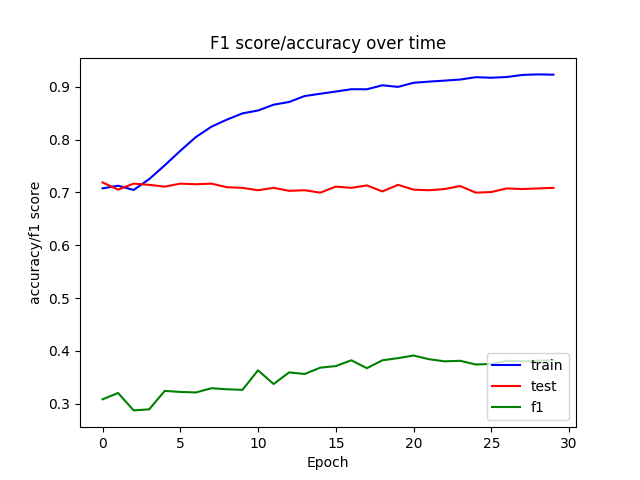 F1 score/accuracy over time
accuracy/f1 score
0.9
0.8
0.7
0.6
0.5
0.4
0.3
train
test
f1
0 5 10 15 20 25 30
Epoch